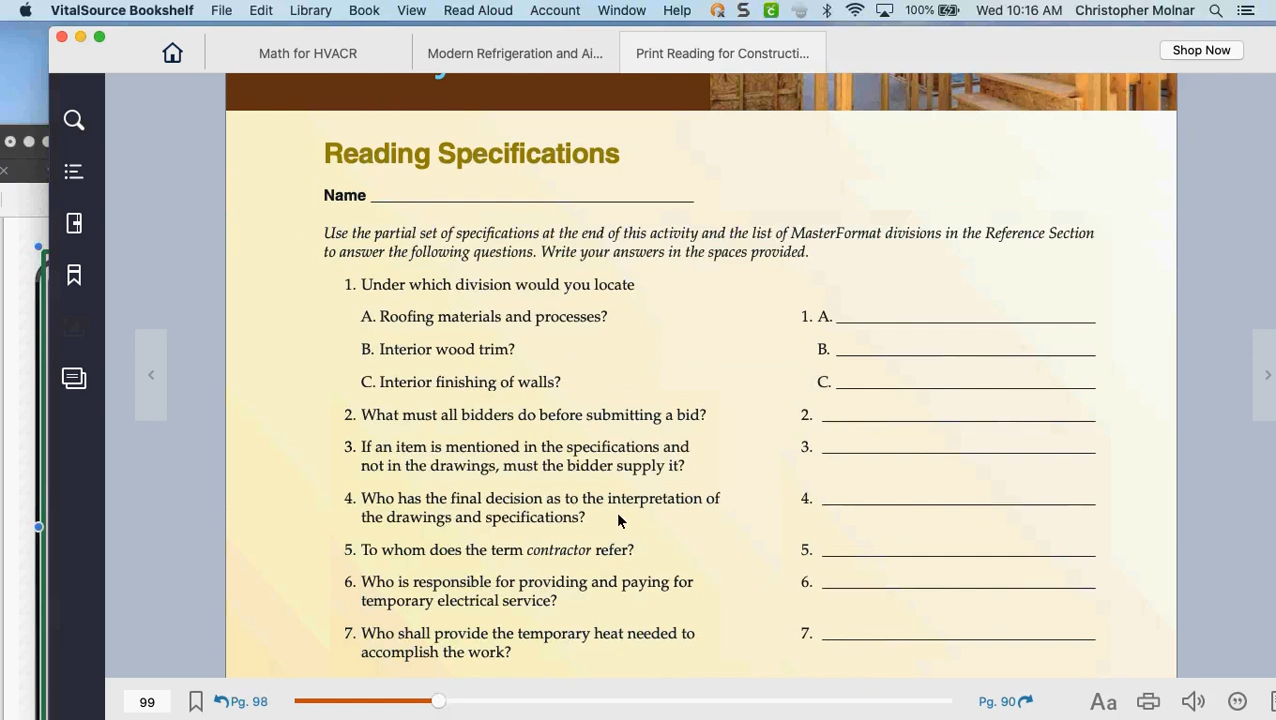 VitalSource Bookshelf File Edit Library Book View Read Aloud Account Window Help 100% Wed 10:16 AM Christopher Molnar
Math for HVACR Modern Refrigeration and Ai... Print Reading for Constructi... Shop Now
Reading Specifications
Name
Use the partial set of specifications at the end of this activity and the list of MasterFormat divisions in the Reference Section
to answer the following questions. Write your answers in the spaces provided.
1. Under which division would you locate
A. Roofing materials and processes? 1. A.
B. Interior wood trim? B.
C. Interior finishing of walls? C.
2. What must all bidders do before submitting a bid? 2.
3. If an item is mentioned in the specifications and 3.
not in the drawings, must the bidder supply it?
4. Who has the final decision as to the interpretation of 4.
the drawings and specifications?
5. To whom does the term contractor refer? 5.
6. Who is responsible for providing and paying for 6.
temporary electrical service?
7. Who shall provide the temporary heat needed to 7.
accomplish the work?
99 Pg. 98 Pg. 90 Aa